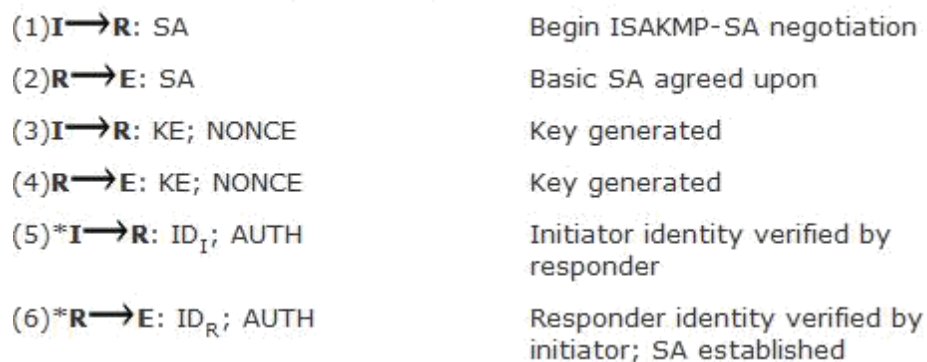 (1)I→R: SA Begin ISAKMP-SA negotiation
(2)R→E: SA Basic SA agreed upon
(3)I→R: KE; NONCE Key generated
(4)R→E: KE; NONCE Key generated
(5)*I→R: ID_I; AUTH Initiator identity verified by
responder
(6)*R→E: ID_R; AUTH Responder identity verified by
initiator; SA established